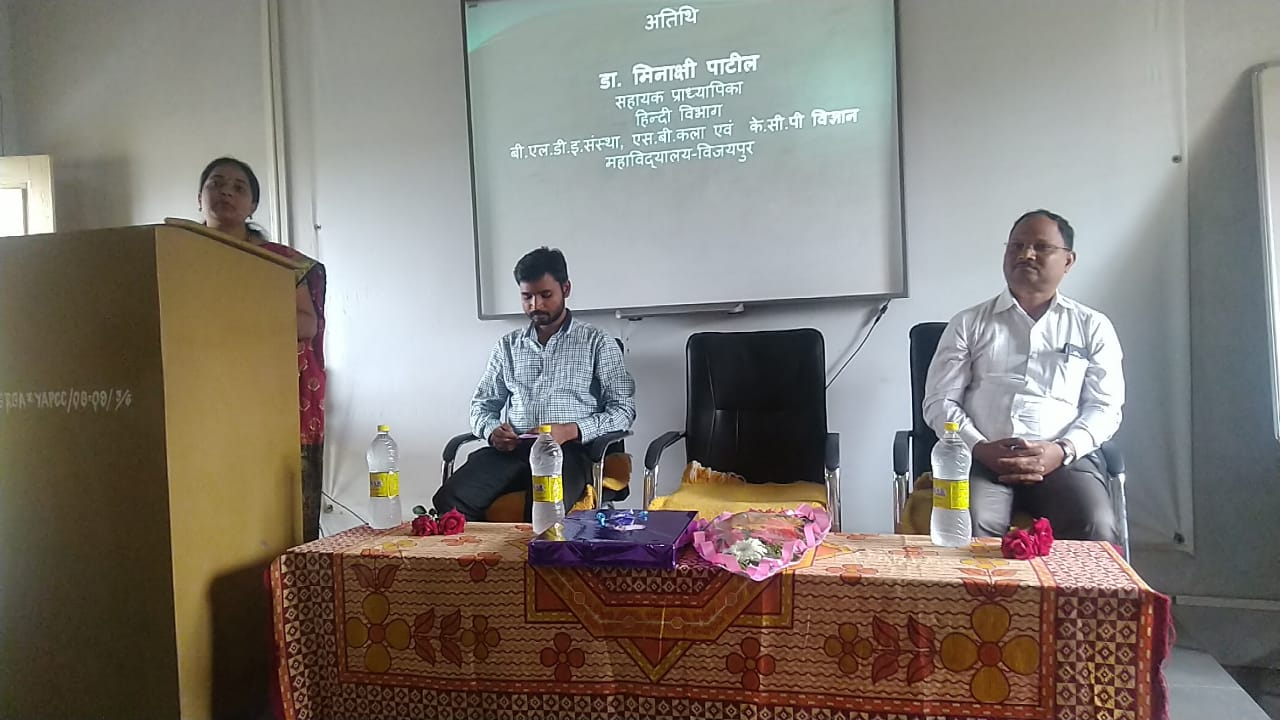 अतिथि
डा. मिनाक्षी पाटील
सहायक प्राध्यापिका
हिन्दी विभाग
बी.एल.डी.इ.संस्था, एस.बी.कला एवं के.सी.पी विज्ञान
महाविद्यालय-विजयपुर